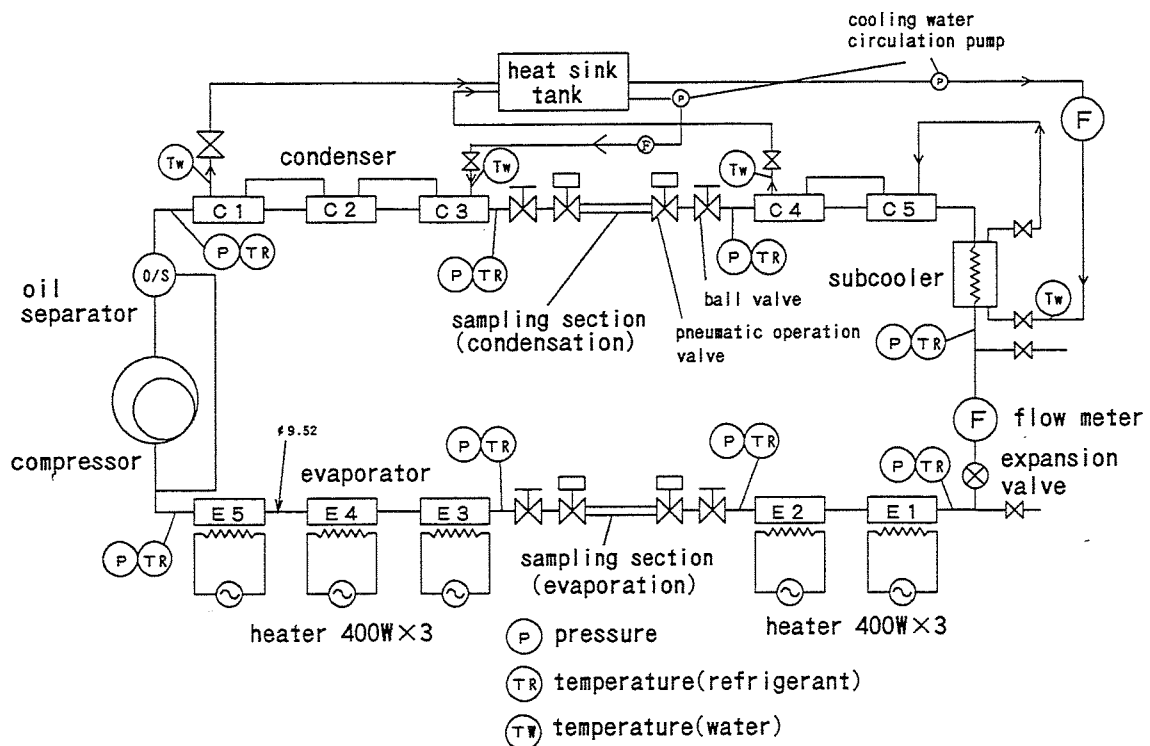 cooling water
circulation pump
heat sink
tank
P
P
F
F
Tw
condenser
Tw
Tw
C1
C2
C3
C4
C5
P
TR
P
TR
P
TR
O/S
oil
separator
ball valve
subcooler
Tw
sampling section
(condensation)
pneumatic operation
valve
P
TR
F
flow meter
compressor
ø9.52
evaporator
P
TR
P
TR
P
TR
expansion
valve
E5
E4
E3
E2
E1
P
TR
sampling section
(evaporation)
heater 400W×3
heater 400W×3
P
pressure
TR
temperature(refrigerant)
TW
temperature(water)